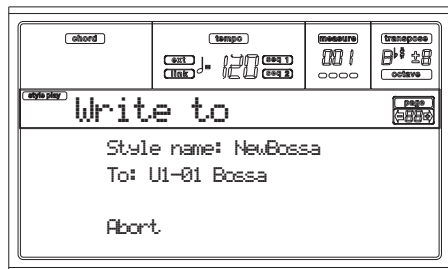 chord tempo measure transpose
ext ♩= 120 seq 1 001 B♭♮ ±8
link seq 2 octave
style play Write to page
Style name: NewBossa
To: U1-01 Bossa
Abort